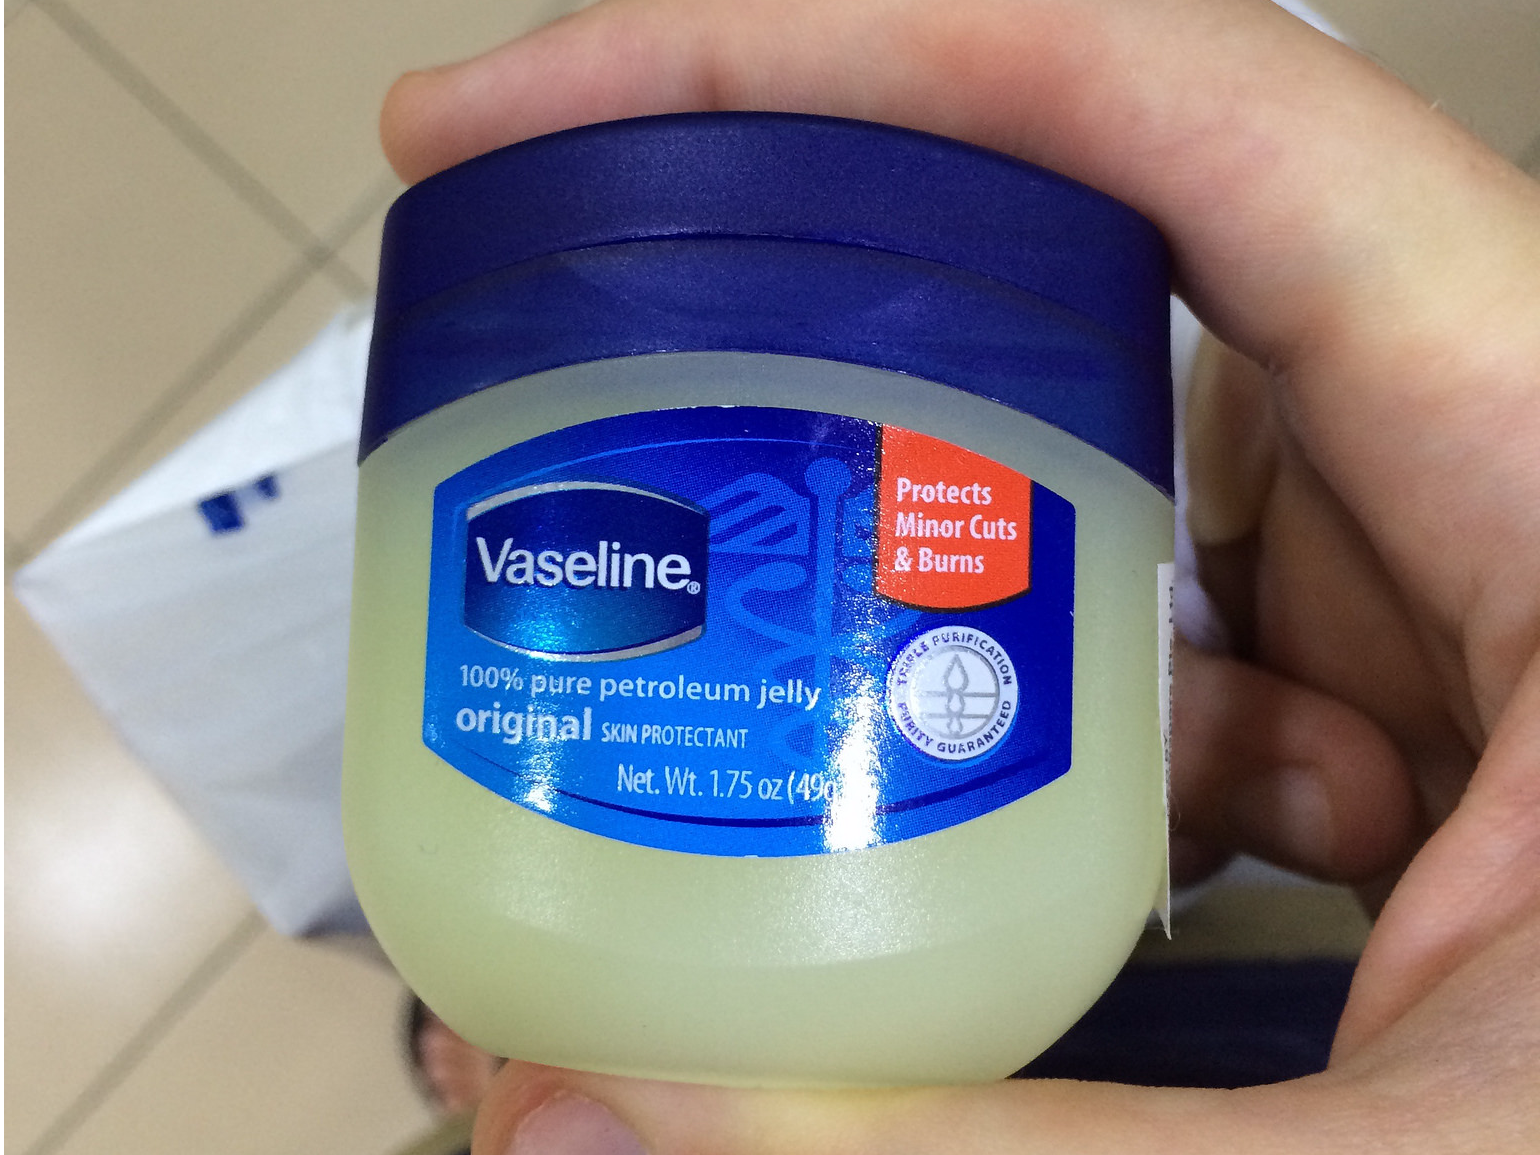 Vaseline®
Protects
Minor Cuts
& Burns
TRIPLE PURIFICATION
PURITY GUARANTEED
100% pure petroleum jelly
original SKIN PROTECTANT
Net. Wt. 1.75 oz (49g